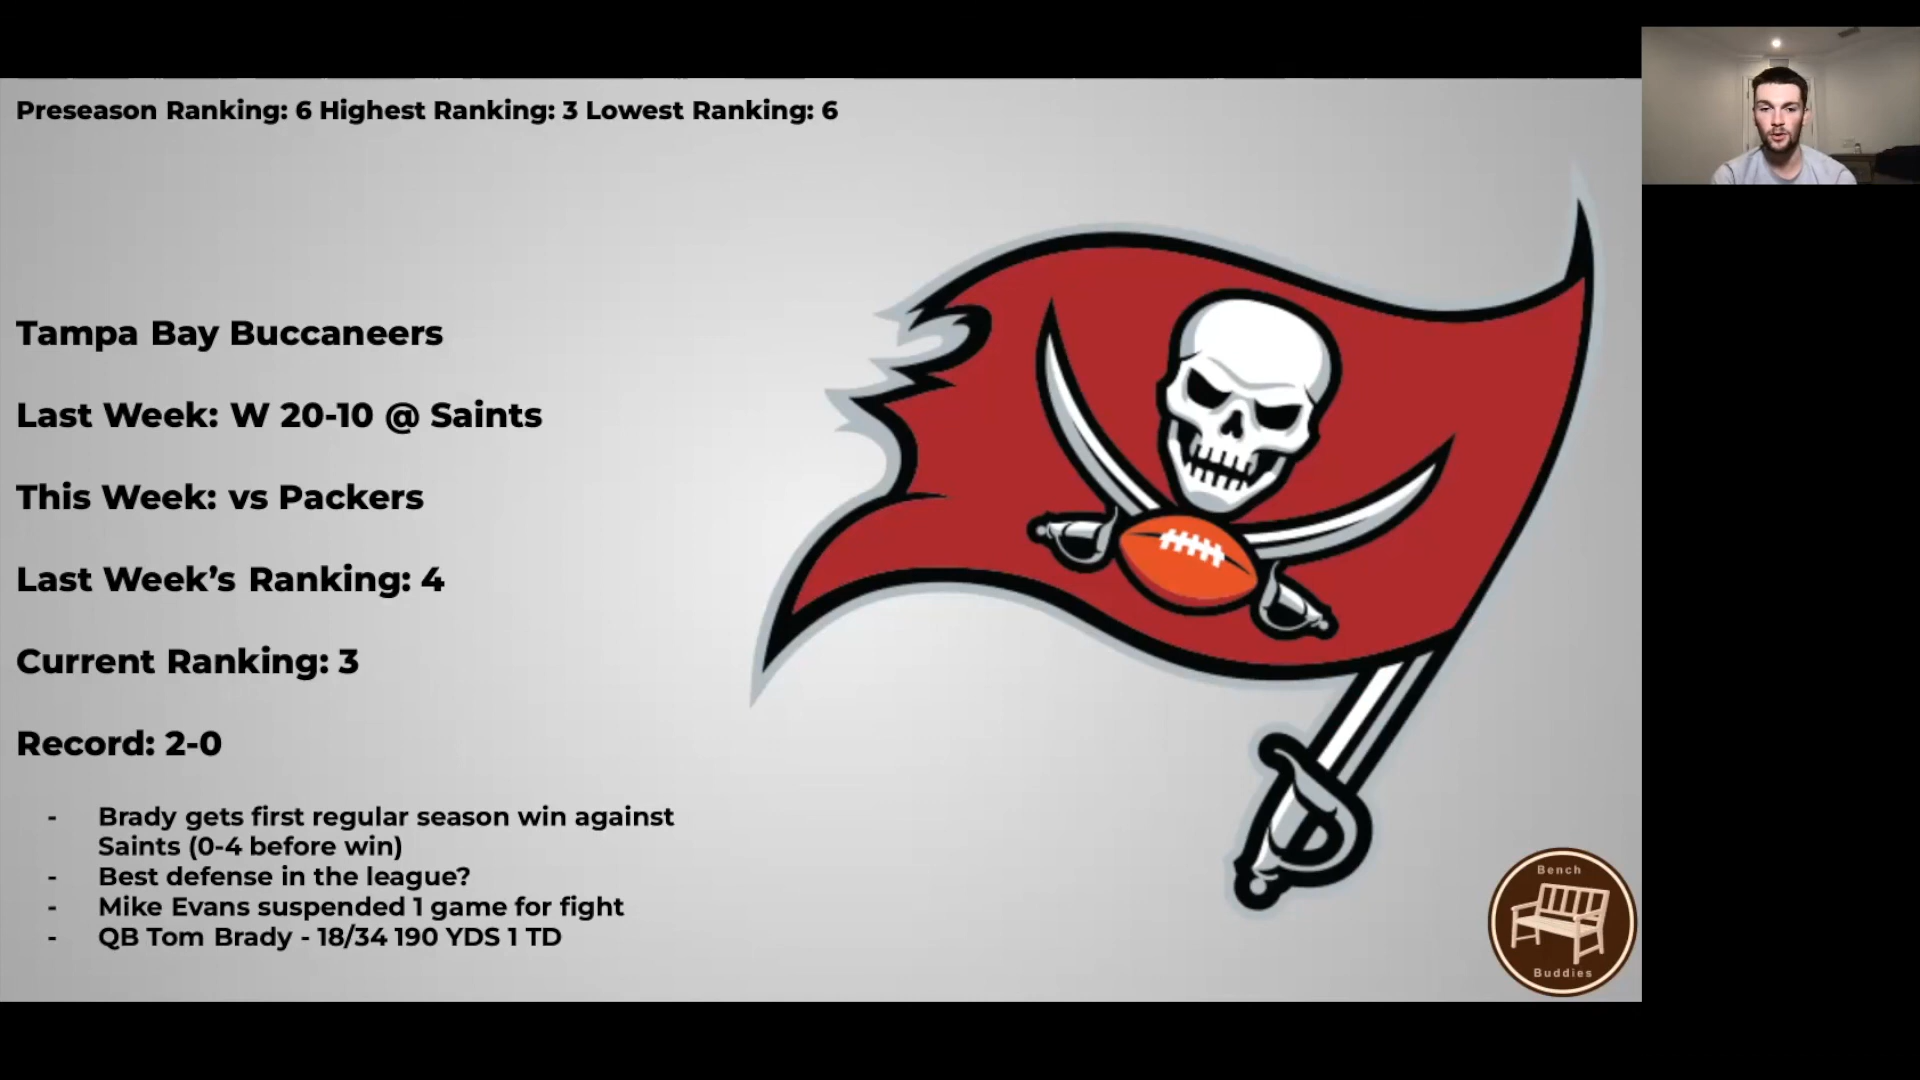 Preseason Ranking: 6 Highest Ranking: 3 Lowest Ranking: 6
Tampa Bay Buccaneers
Last Week: W 20-10 @ Saints
This Week: vs Packers
Last Week’s Ranking: 4
Current Ranking: 3
Record: 2-0
- Brady gets first regular season win against
Saints (0-4 before win)
- Best defense in the league?
- Mike Evans suspended 1 game for fight
- QB Tom Brady - 18/34 190 YDS 1 TD
Bench
Buddies